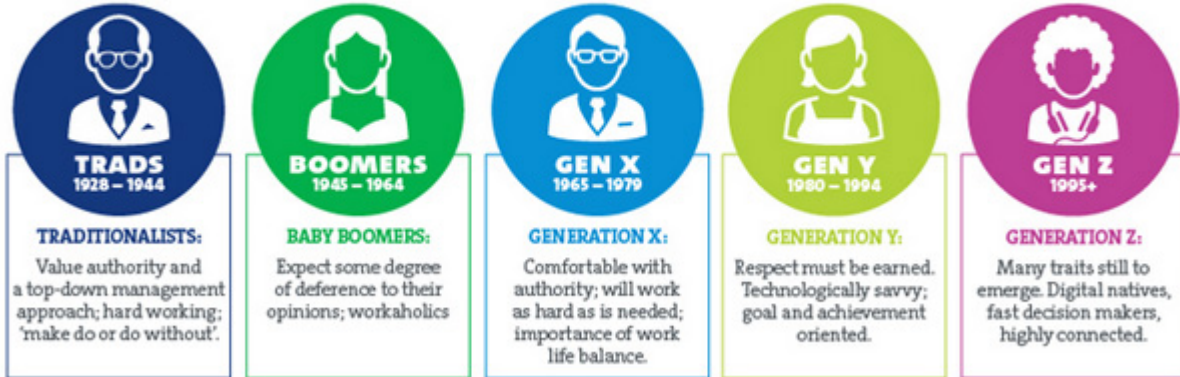 TRADS
1928 – 1944
TRADITIONALISTS:
Value authority and
a top-down management
approach; hard working;
‘make do or do without’.
BOOMERS
1945 – 1964
BABY BOOMERS:
Expect some degree
of deference to their
opinions; workaholics
GEN X
1965 – 1979
GENERATION X:
Comfortable with
authority; will work
as hard as is needed;
importance of work
life balance.
GEN Y
1980 – 1994
GENERATION Y:
Respect must be earned.
Technologically savvy;
goal and achievement
oriented.
GEN Z
1995+
GENERATION Z:
Many traits still to
emerge. Digital natives,
fast decision makers,
highly connected.